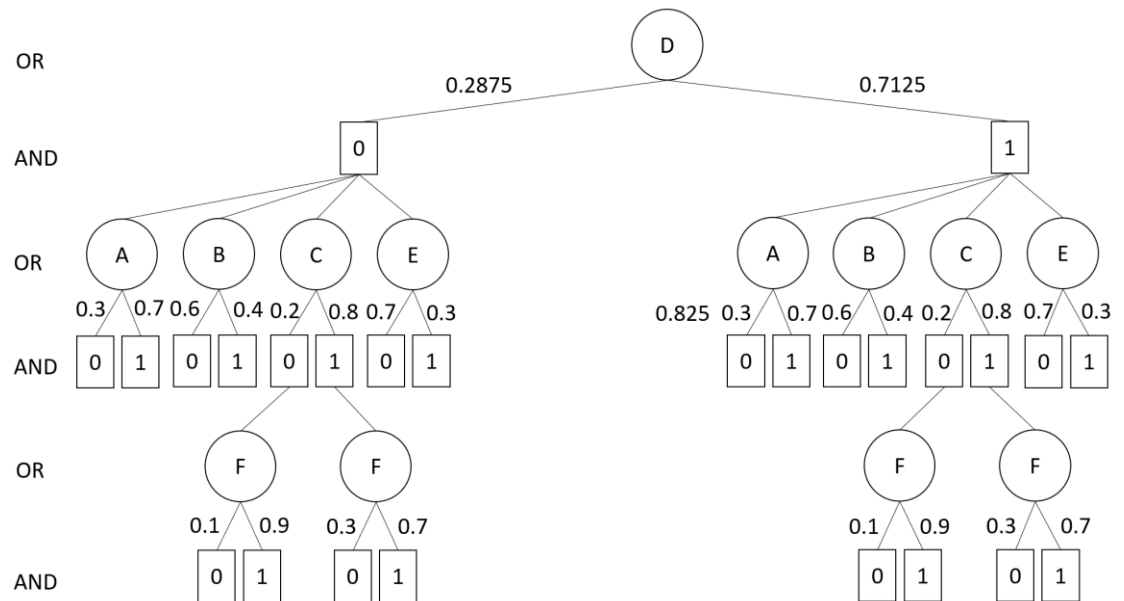 OR D
0.2875 0.7125
AND 0 1
OR A B C E A B C E
0.3 0.7 0.6 0.4 0.2 0.8 0.7 0.3 0.825 0.3 0.7 0.6 0.4 0.2 0.8 0.7 0.3
AND 0 1 0 1 0 1 0 1 0 1 0 1 0 1 0 1
OR F F F F
0.1 0.9 0.3 0.7 0.1 0.9 0.3 0.7
AND 0 1 0 1 0 1 0 1